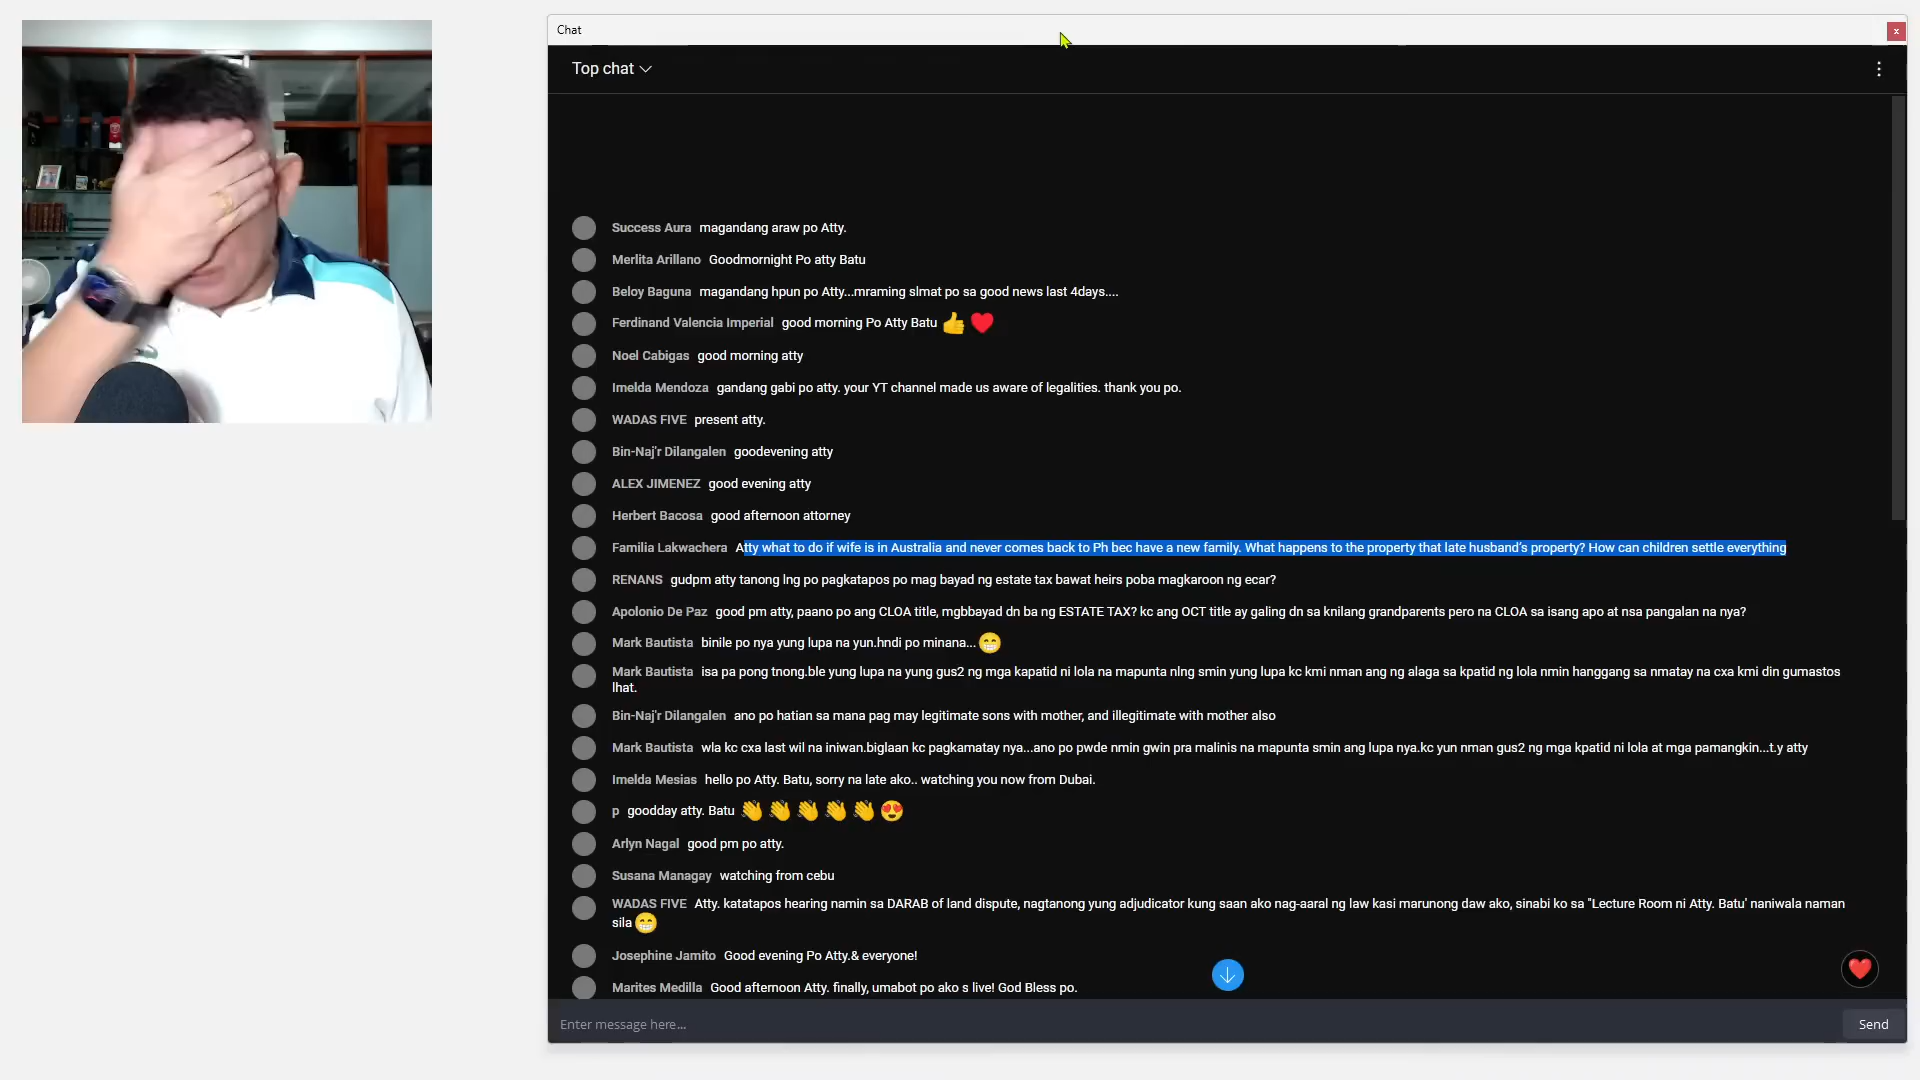 Chat
x
Top chat
Success Aura magandang araw po Atty.
Merlita Arillano Goodmornight Po atty Batu
Beloy Baguna magandang hpun po Atty...mraming slmat po sa good news last 4days....
Ferdinand Valencia Imperial good morning Po Atty Batu 👍 ❤️
Noel Cabigas good morning atty
Imelda Mendoza gandang gabi po atty. your YT channel made us aware of legalities. thank you po.
WADAS FIVE present atty.
Bin-Naj'r Dilangalen goodevening atty
ALEX JIMENEZ good evening atty
Herbert Bacosa good afternoon attorney
Familia Lakwachera Atty what to do if wife is in Australia and never comes back to Ph bec have a new family. What happens to the property that late husband's property? How can children settle everything
RENANS gudpm atty tanong lng po pagkatapos po mag bayad ng estate tax bawat heirs poba magkaroon ng ecar?
Apolonio De Paz good pm atty, paano po ang CLOA title, mgbbayad dn ba ng ESTATE TAX? kc ang OCT title ay galing dn sa knilang grandparents pero na CLOA sa isang apo at nsa pangalan na nya?
Mark Bautista binile po nya yung lupa na yun.hndi po minana... 😁
Mark Bautista isa pa pong tnong.ble yung lupa na yung gus2 ng mga kapatid ni lola na mapunta nlng smin yung lupa kc kmi nman ang ng alaga sa kpatid ng lola nmin hanggang sa nmatay na cxa kmi din gumastos
lhat.
Bin-Naj'r Dilangalen ano po hatian sa mana pag may legitimate sons with mother, and illegitimate with mother also
Mark Bautista wla kc cxa last wil na iniwan.biglaan kc pagkamatay nya...ano po pwde nmin gwin pra malinis na mapunta smin ang lupa nya.kc yun nman gus2 ng mga kpatid ni lola at mga pamangkin...t.y atty
Imelda Mesias hello po Atty. Batu, sorry na late ako.. watching you now from Dubai.
p goodday atty. Batu 👋 👋 👋 👋 👋 😍
Arlyn Nagal good pm po atty.
Susana Managay watching from cebu
WADAS FIVE Atty. katatapos hearing namin sa DARAB of land dispute, nagtanong yung adjudicator kung saan ako nag-aaral ng law kasi marunong daw ako, sinabi ko sa "Lecture Room ni Atty. Batu' naniwala naman
sila 😁
Josephine Jamito Good evening Po Atty.& everyone!
Marites Medilla Good afternoon Atty. finally, umabot po ako s live! God Bless po.
Enter message here...
Send